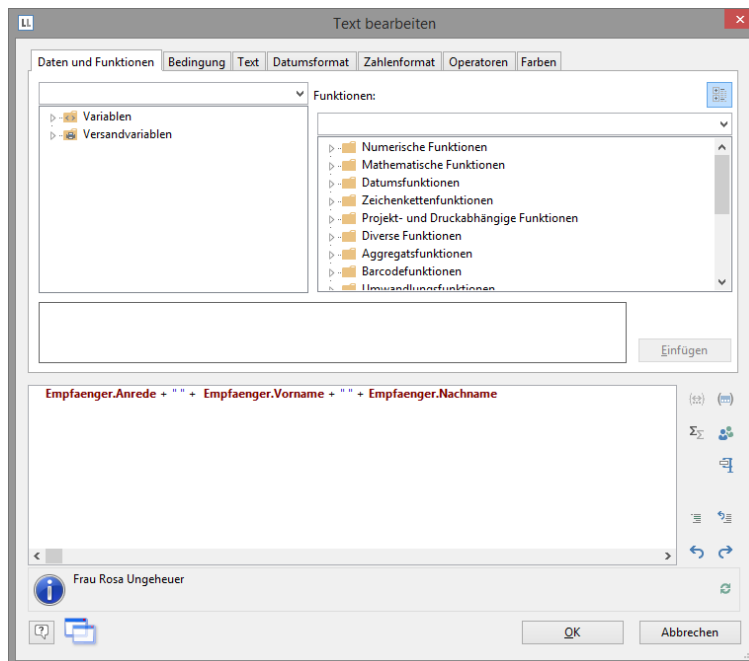 LL
Text bearbeiten
Daten und Funktionen Bedingung Text Datumsformat Zahlenformat Operatoren Farben
Funktionen:
Variablen
Versandvariablen
Numerische Funktionen
Mathematische Funktionen
Datumsfunktionen
Zeichenkettenfunktionen
Projekt- und Druckabhängige Funktionen
Diverse Funktionen
Aggregatsfunktionen
Barcodefunktionen
Umwandlungsfunktionen
Einfügen
Empfaenger.Anrede + " " + Empfaenger.Vorname + " " + Empfaenger.Nachname
Frau Rosa Ungeheuer
OK Abbrechen